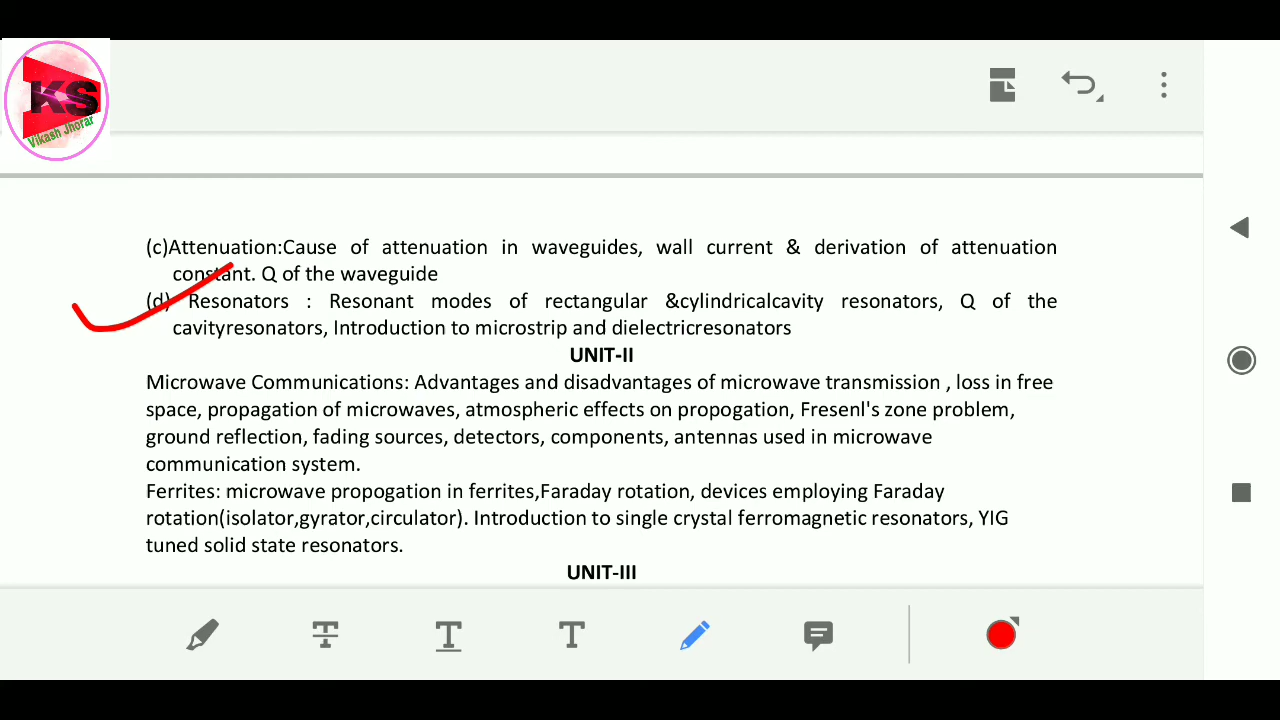 KS
Vikash Jhorar
(c)Attenuation:Cause of attenuation in waveguides, wall current & derivation of attenuation
constant. Q of the waveguide
(d) Resonators : Resonant modes of rectangular &cylindricalcavity resonators, Q of the
cavityresonators, Introduction to microstrip and dielectricresonators
UNIT-II
Microwave Communications: Advantages and disadvantages of microwave transmission , loss in free
space, propagation of microwaves, atmospheric effects on propogation, Fresenl's zone problem,
ground reflection, fading sources, detectors, components, antennas used in microwave
communication system.
Ferrites: microwave propogation in ferrites,Faraday rotation, devices employing Faraday
rotation(isolator,gyrator,circulator). Introduction to single crystal ferromagnetic resonators, YIG
tuned solid state resonators.
UNIT-III